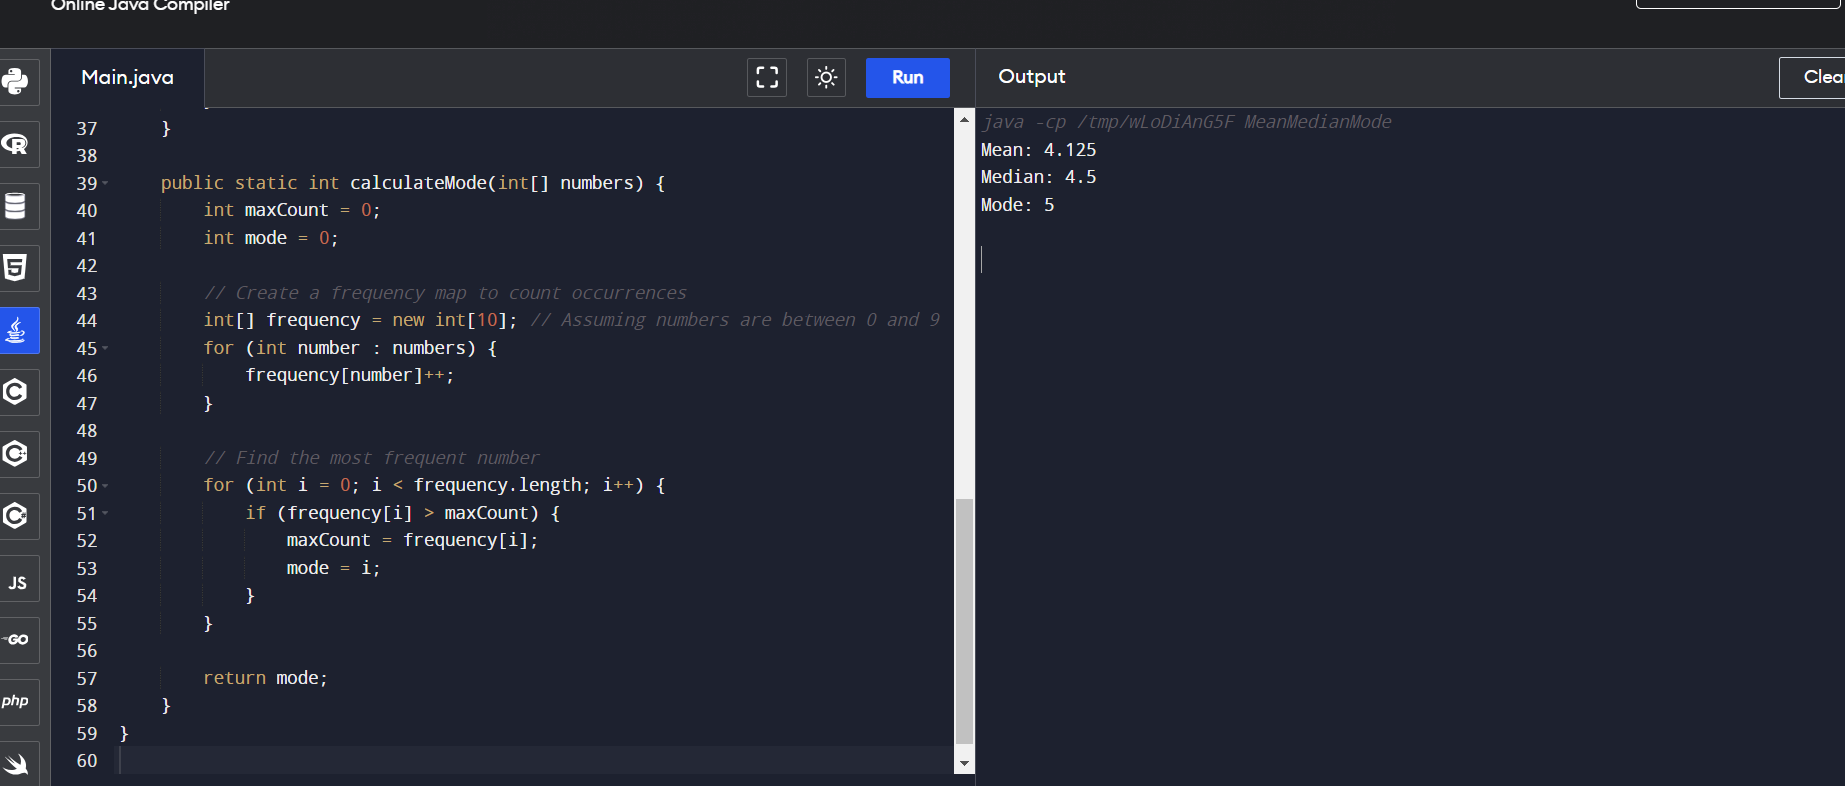 Online Java Compiler
Main.java
Run
Output
Clea
37 }
38
39 public static int calculateMode(int[] numbers) {
40 int maxCount = 0;
41 int mode = 0;
42
43 // Create a frequency map to count occurrences
44 int[] frequency = new int[10]; // Assuming numbers are between 0 and 9
45 for (int number : numbers) {
46 frequency[number]++;
47 }
48
49 // Find the most frequent number
50 for (int i = 0; i < frequency.length; i++) {
51 if (frequency[i] > maxCount) {
52 maxCount = frequency[i];
53 mode = i;
54 }
55 }
56
57 return mode;
58 }
59 }
60
java -cp /tmp/wLoDiAnG5F MeanMedianMode
Mean: 4.125
Median: 4.5
Mode: 5
R
5
C
C++
C#
JS
GO
php